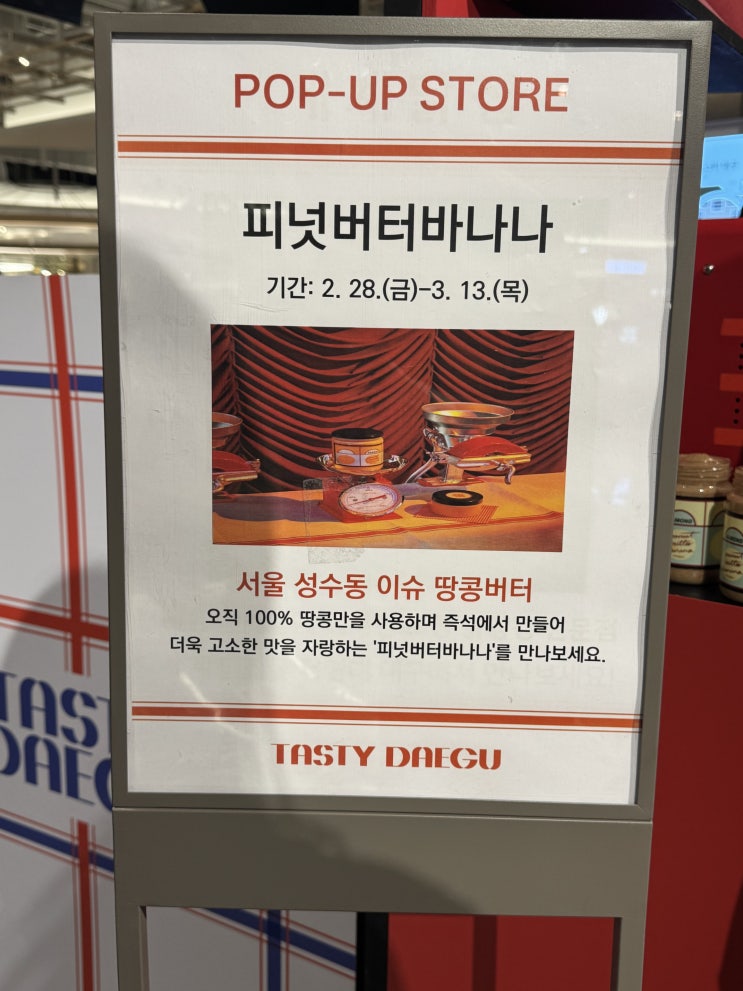 POP-UP STORE
피넛버터바나나
기간: 2. 28.(금)-3. 13.(목)
서울 성수동 이슈 땅콩버터
오직 100% 땅콩만을 사용하며 즉석에서 만들어
더욱 고소한 맛을 자랑하는 '피넛버터바나나'를 만나보세요.
TASTY DAEGU
TAS
DAEG